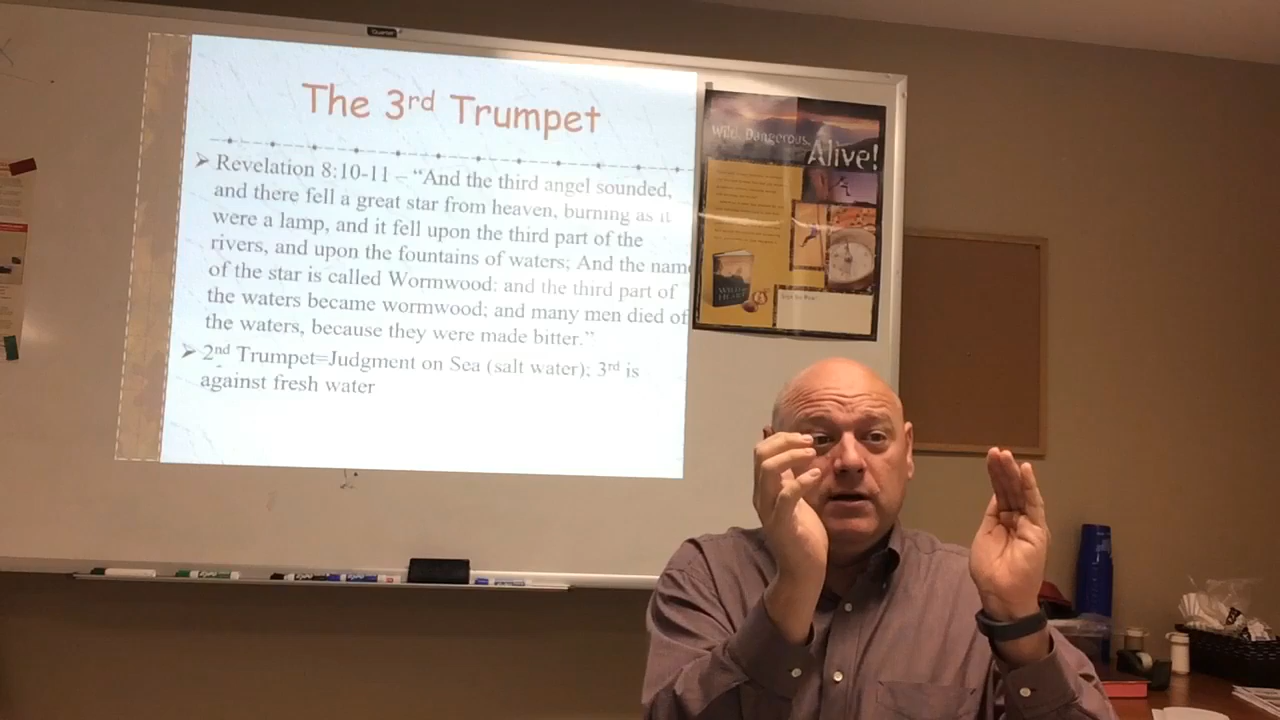 The 3rd Trumpet
➢ Revelation 8:10-11 – “And the third angel sounded,
and there fell a great star from heaven, burning as it
were a lamp, and it fell upon the third part of the
rivers, and upon the fountains of waters; And the name
of the star is called Wormwood: and the third part of
the waters became wormwood; and many men died of
the waters, because they were made bitter.”
➢ 2nd Trumpet=Judgment on Sea (salt water); 3rd is
against fresh water
Wild. Dangerous.
Alive!
WILD
HEART
Quartet
EXPO